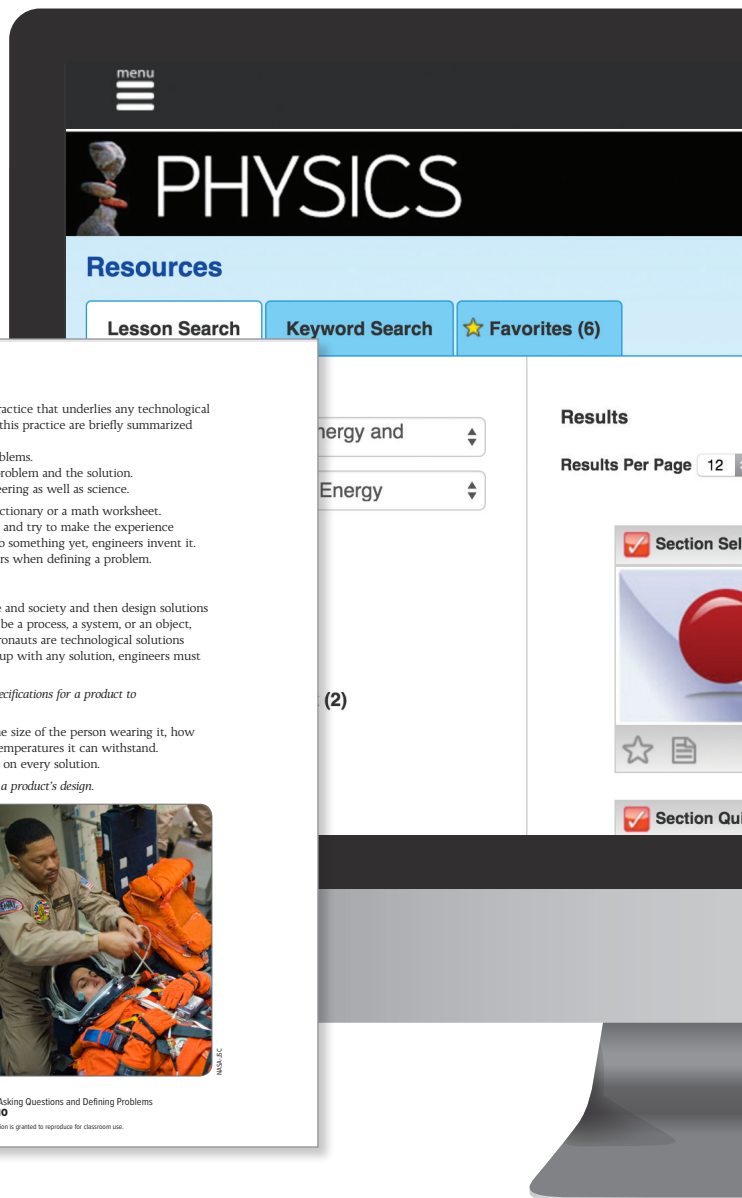 menu
PHYSICS
Resources
Lesson Search
Keyword Search
Favorites (6)
nergy and
Energy
(2)
Results
Results Per Page 12
Section Sel
Section Qui
ractice that underlies any technological
this practice are briefly summarized
blems.
problem and the solution.
eering as well as science.
ctionary or a math worksheet.
and try to make the experience
o something yet, engineers invent it.
rs when defining a problem.
e and society and then design solutions
be a process, a system, or an object,
ronauts are technological solutions
up with any solution, engineers must
ecifications for a product to
e size of the person wearing it, how
emperatures it can withstand.
on every solution.
a product's design.
NASA-JSC
Asking Questions and Defining Problems
10
ion is granted to reproduce for classroom use.